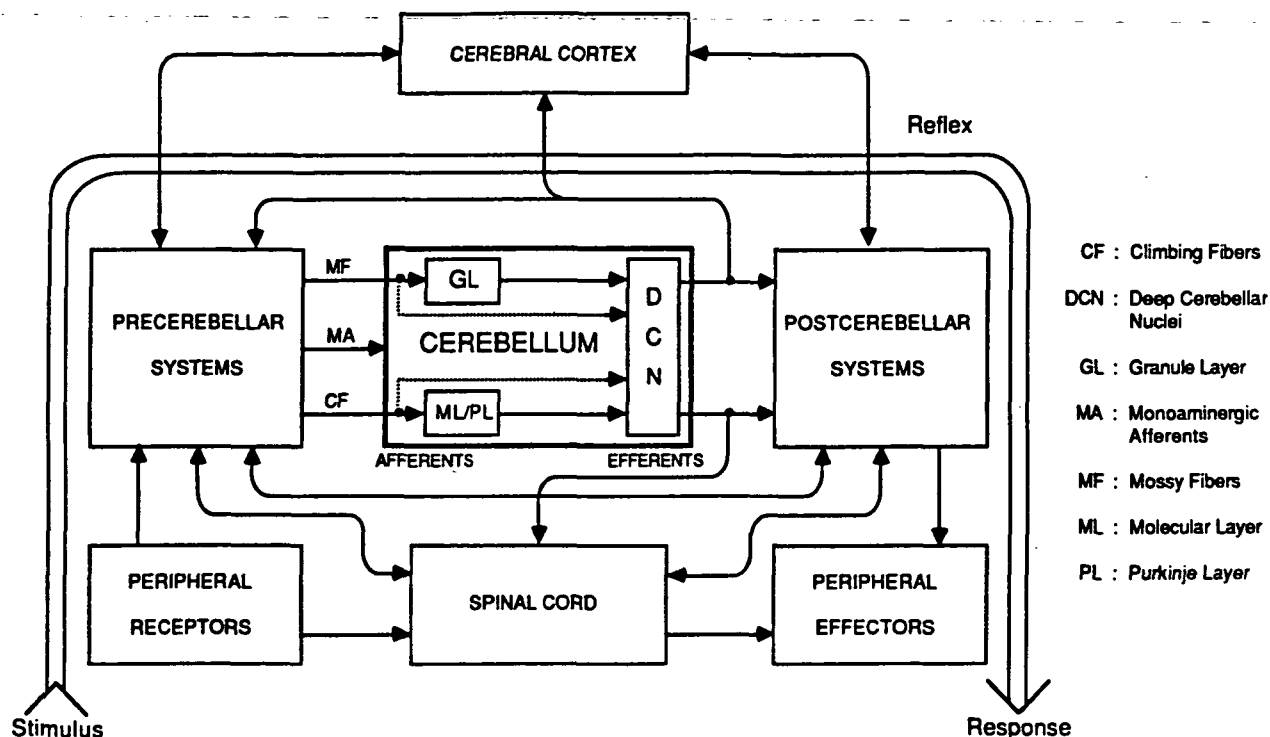 CEREBRAL CORTEX
Reflex
PRECEREBELLAR
SYSTEMS
MF
MA
CF
GL
CEREBELLUM
ML/PL
D
C
N
AFFERENTS
EFFERENTS
POSTCEREBELLAR
SYSTEMS
CF : Climbing Fibers
DCN : Deep Cerebellar
Nuclei
GL : Granule Layer
MA : Monoaminergic
Afferents
MF : Mossy Fibers
ML : Molecular Layer
PL : Purkinje Layer
PERIPHERAL
RECEPTORS
SPINAL CORD
PERIPHERAL
EFFECTORS
Stimulus
Response